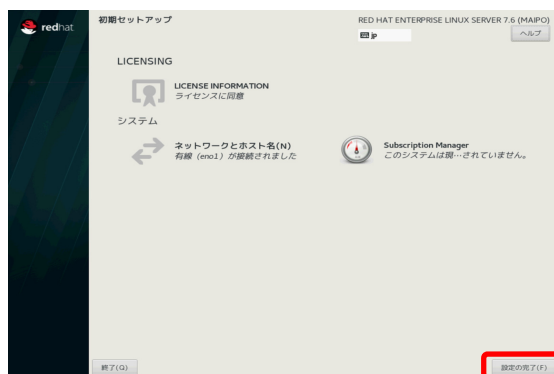 redhat
初期セットアップ
RED HAT ENTERPRISE LINUX SERVER 7.6 (MAIPO)
jp
ヘルプ
LICENSING
LICENSE INFORMATION
ライセンスに同意
システム
ネットワークとホスト名(N)
有線 (eno1) が接続されました
Subscription Manager
このシステムは現…されていません。
終了(Q)
設定の完了(F)